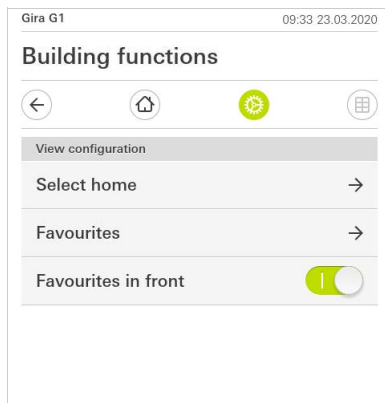 Gira G1
09:33 23.03.2020
Building functions
View configuration
Select home
Favourites
Favourites in front